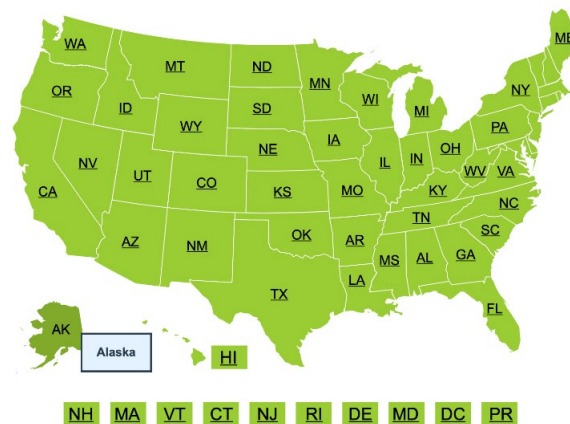 WA
MT
ND
MN
ME
OR
ID
SD
WI
MI
NY
WY
IA
PA
NE
NV
UT
CO
IL
IN
OH
WV
VA
CA
KS
MO
KY
NC
TN
AZ
NM
OK
AR
SC
MS
AL
GA
LA
TX
FL
AK
Alaska
HI
NH MA VT CT NJ RI DE MD DC PR